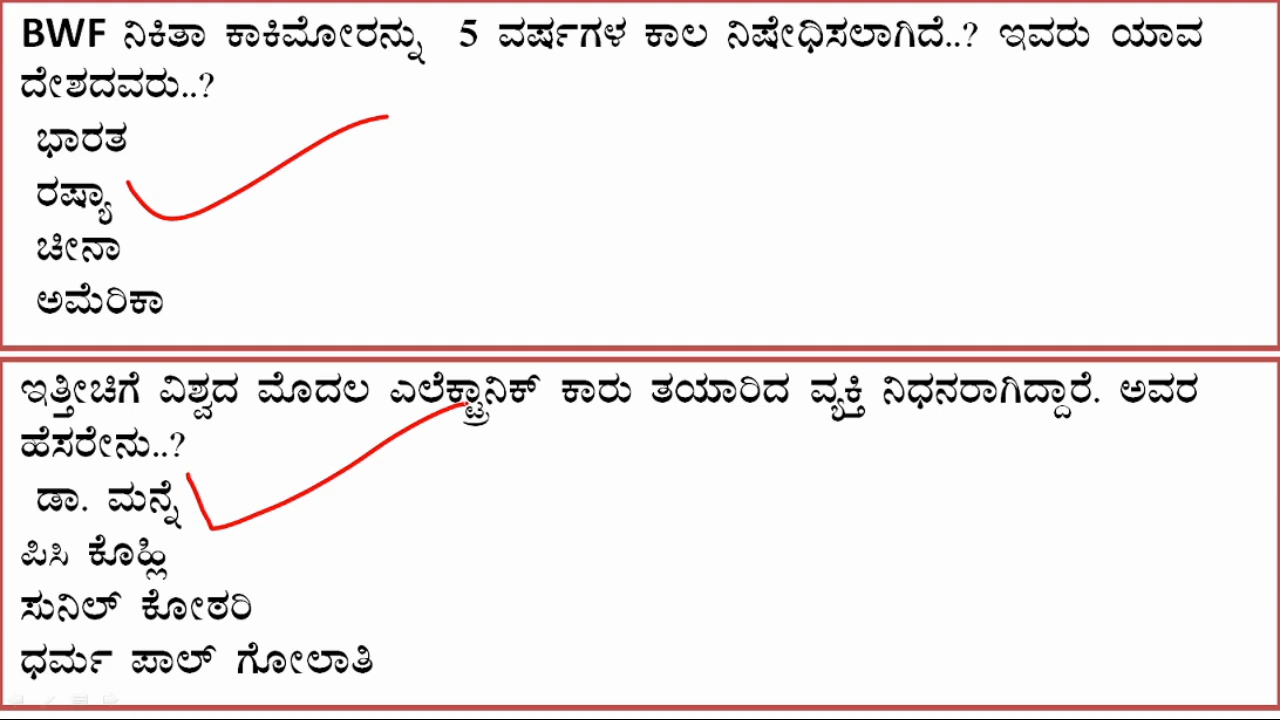 BWF ನಿಕಿತಾ ಕಾಕಿಮೋರನ್ನು 5 ವರ್ಷಗಳ ಕಾಲ ನಿಷೇಧಿಸಲಾಗಿದೆ..? ಇವರು ಯಾವ
ದೇಶದವರು..?
ಭಾರತ
ರಷ್ಯಾ
ಚೀನಾ
ಅಮೆರಿಕಾ
ಇತ್ತೀಚಿಗೆ ವಿಶ್ವದ ಮೊದಲ ಎಲೆಕ್ಟ್ರಾನಿಕ್ ಕಾರು ತಯಾರಿದ ವ್ಯಕ್ತಿ ನಿಧನರಾಗಿದ್ದಾರೆ. ಅವರ
ಹೆಸರೇನು..?
ಡಾ. ಮನ್ನೆ
ಪಿಸಿ ಕೊಹ್ಲಿ
ಸುನಿಲ್ ಕೋಠರಿ
ಧರ್ಮ ಪಾಲ್ ಗೋಲಾತಿ